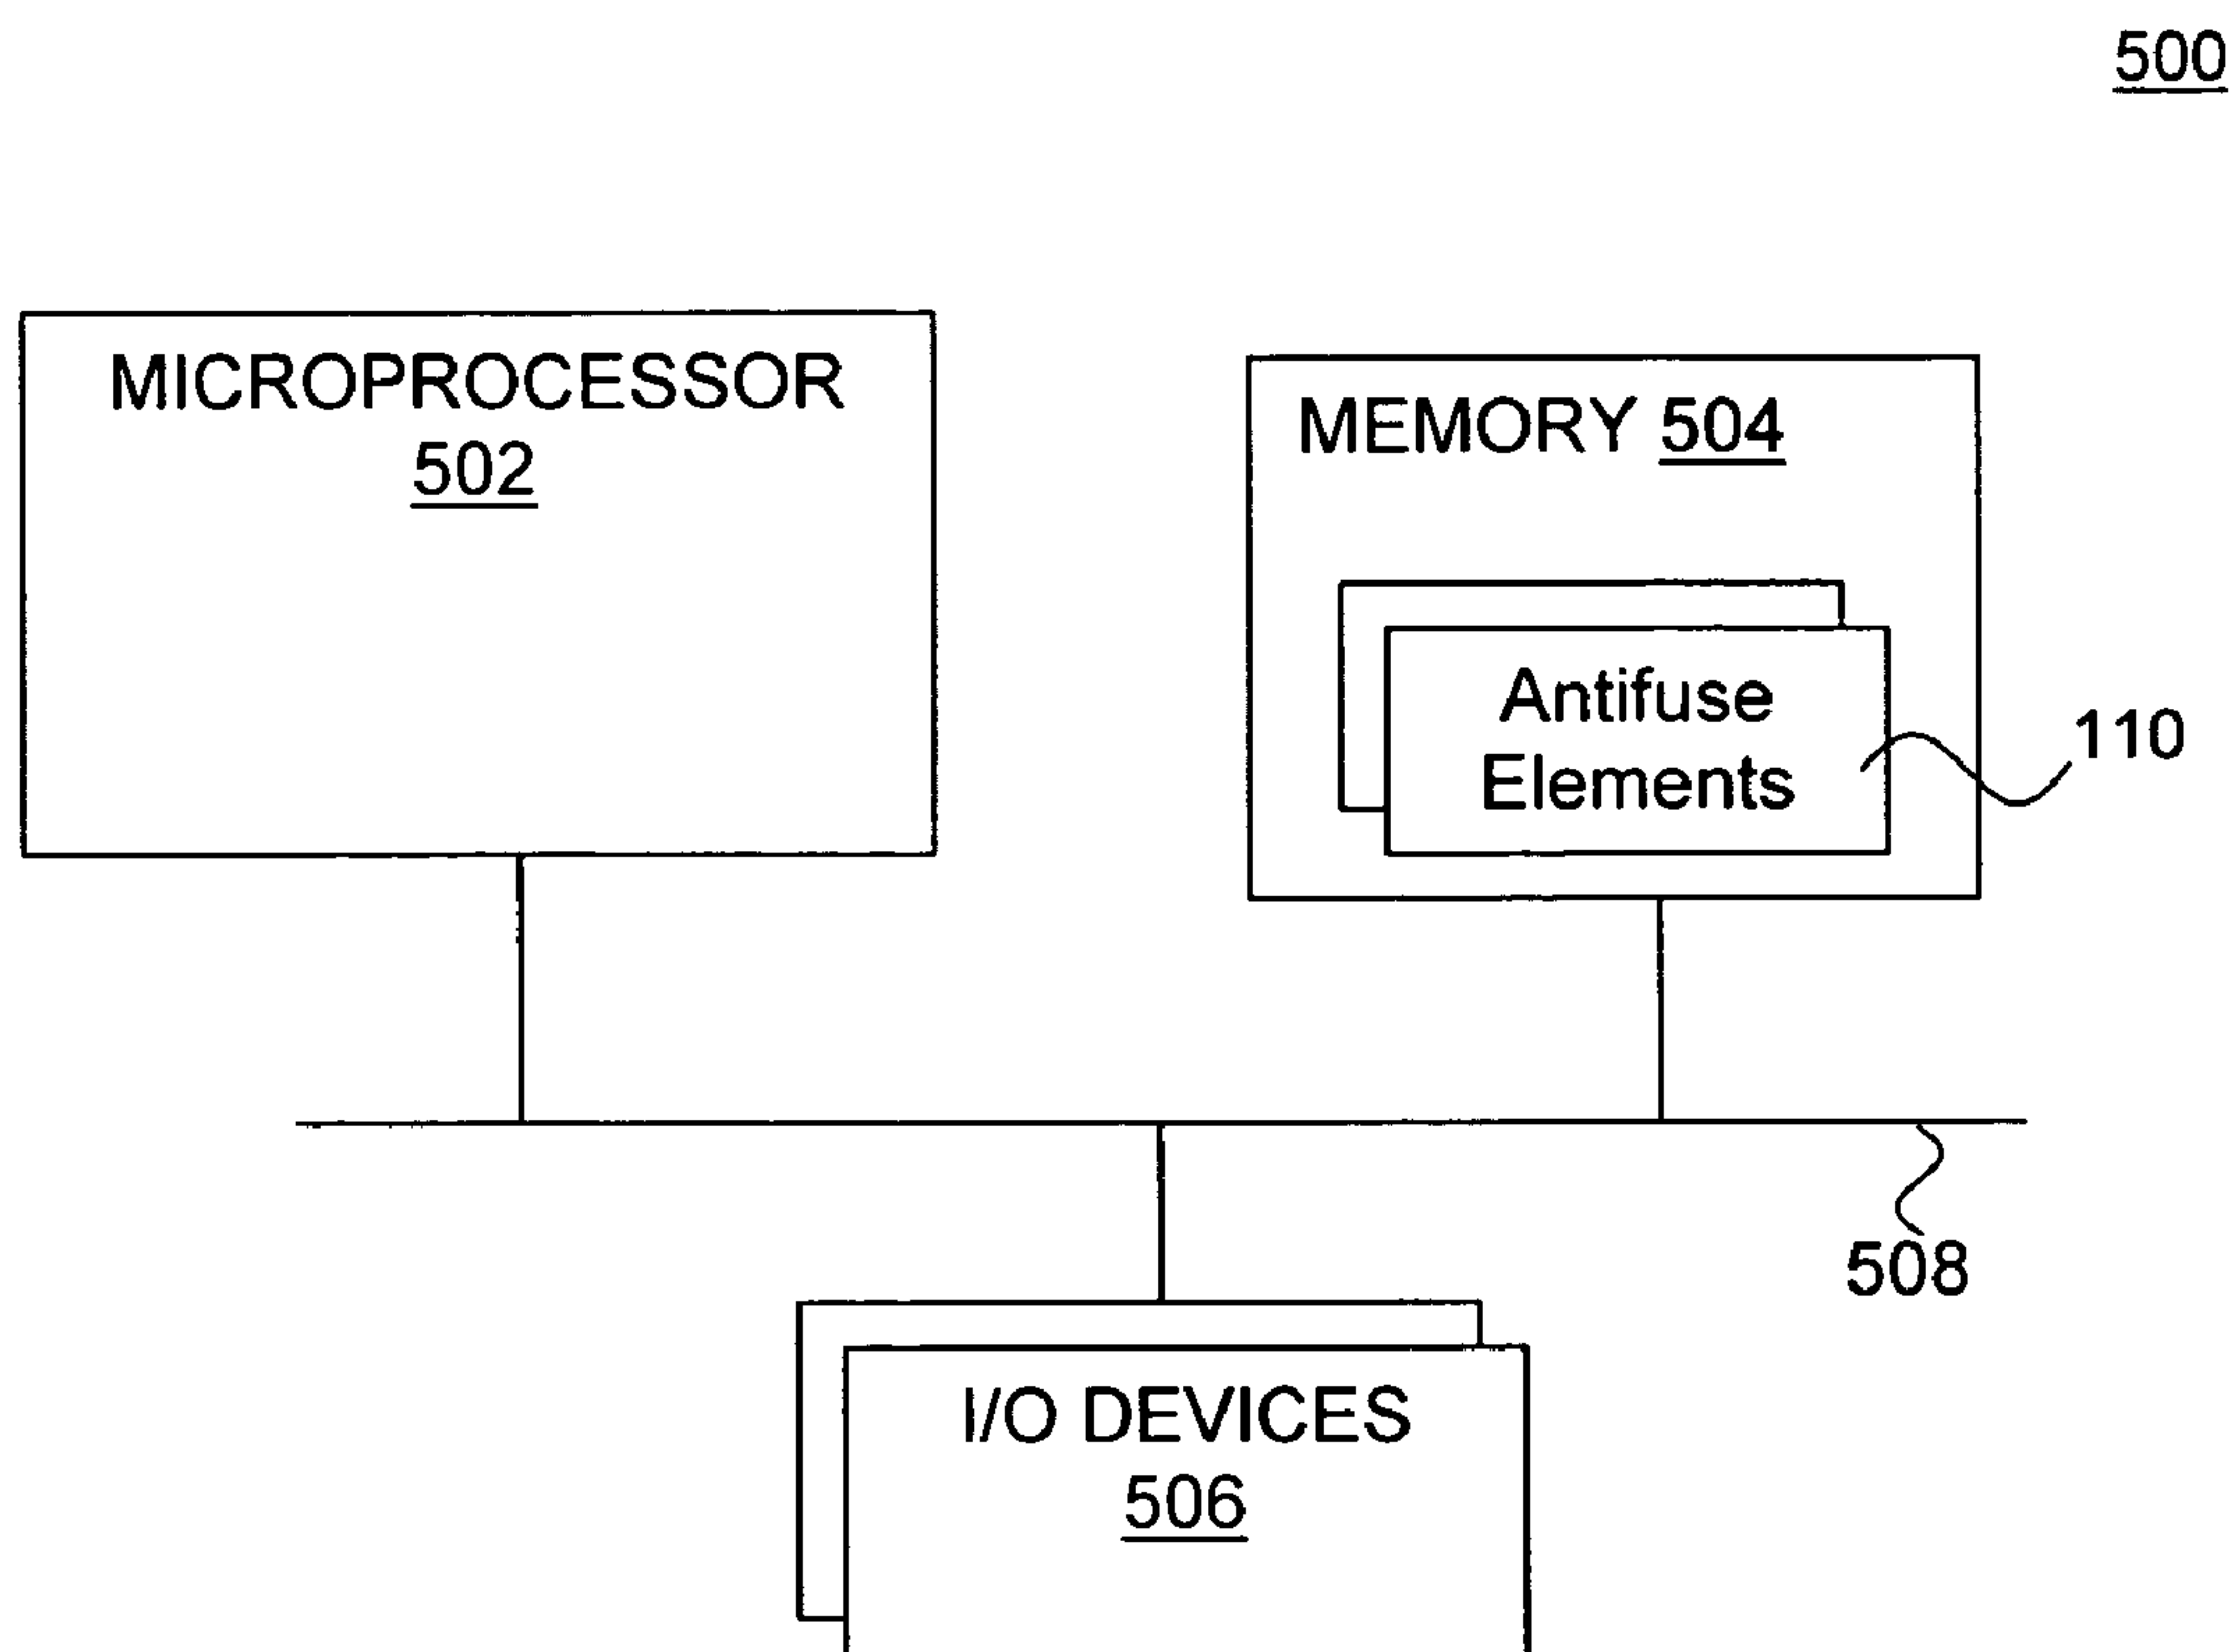 500
MICROPROCESSOR
502
MEMORY 504
Antifuse
Elements
110
508
I/O DEVICES
506